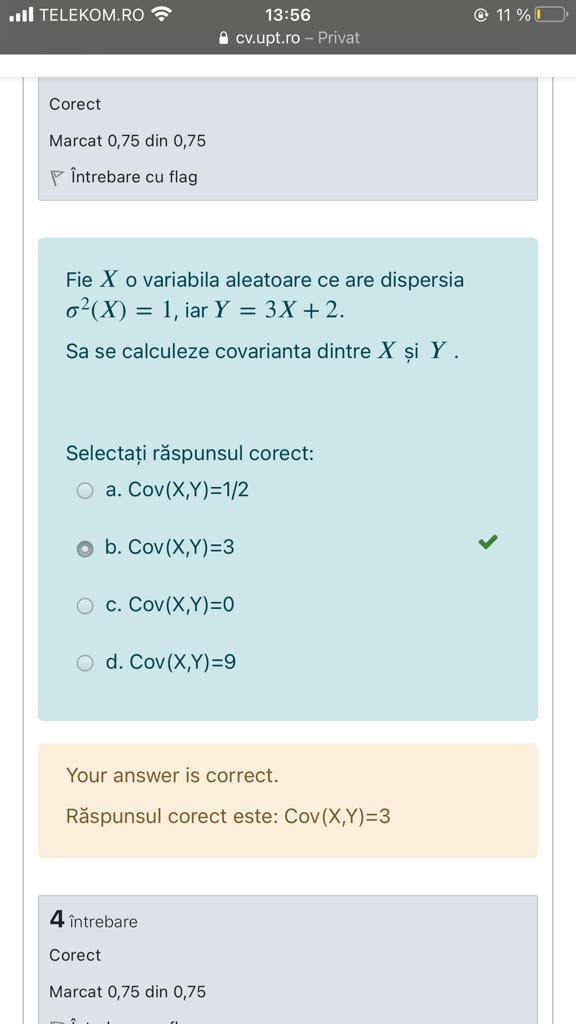 TELEKOM.RO 13:56 11 %
cv.upt.ro – Privat
Corect
Marcat 0,75 din 0,75
Întrebare cu flag
Fie X o variabila aleatoare ce are dispersia
σ²(X) = 1, iar Y = 3X + 2.
Sa se calculeze covarianta dintre X și Y .
Selectați răspunsul corect:
a. Cov(X,Y)=1/2
b. Cov(X,Y)=3
c. Cov(X,Y)=0
d. Cov(X,Y)=9
Your answer is correct.
Răspunsul corect este: Cov(X,Y)=3
4 întrebare
Corect
Marcat 0,75 din 0,75